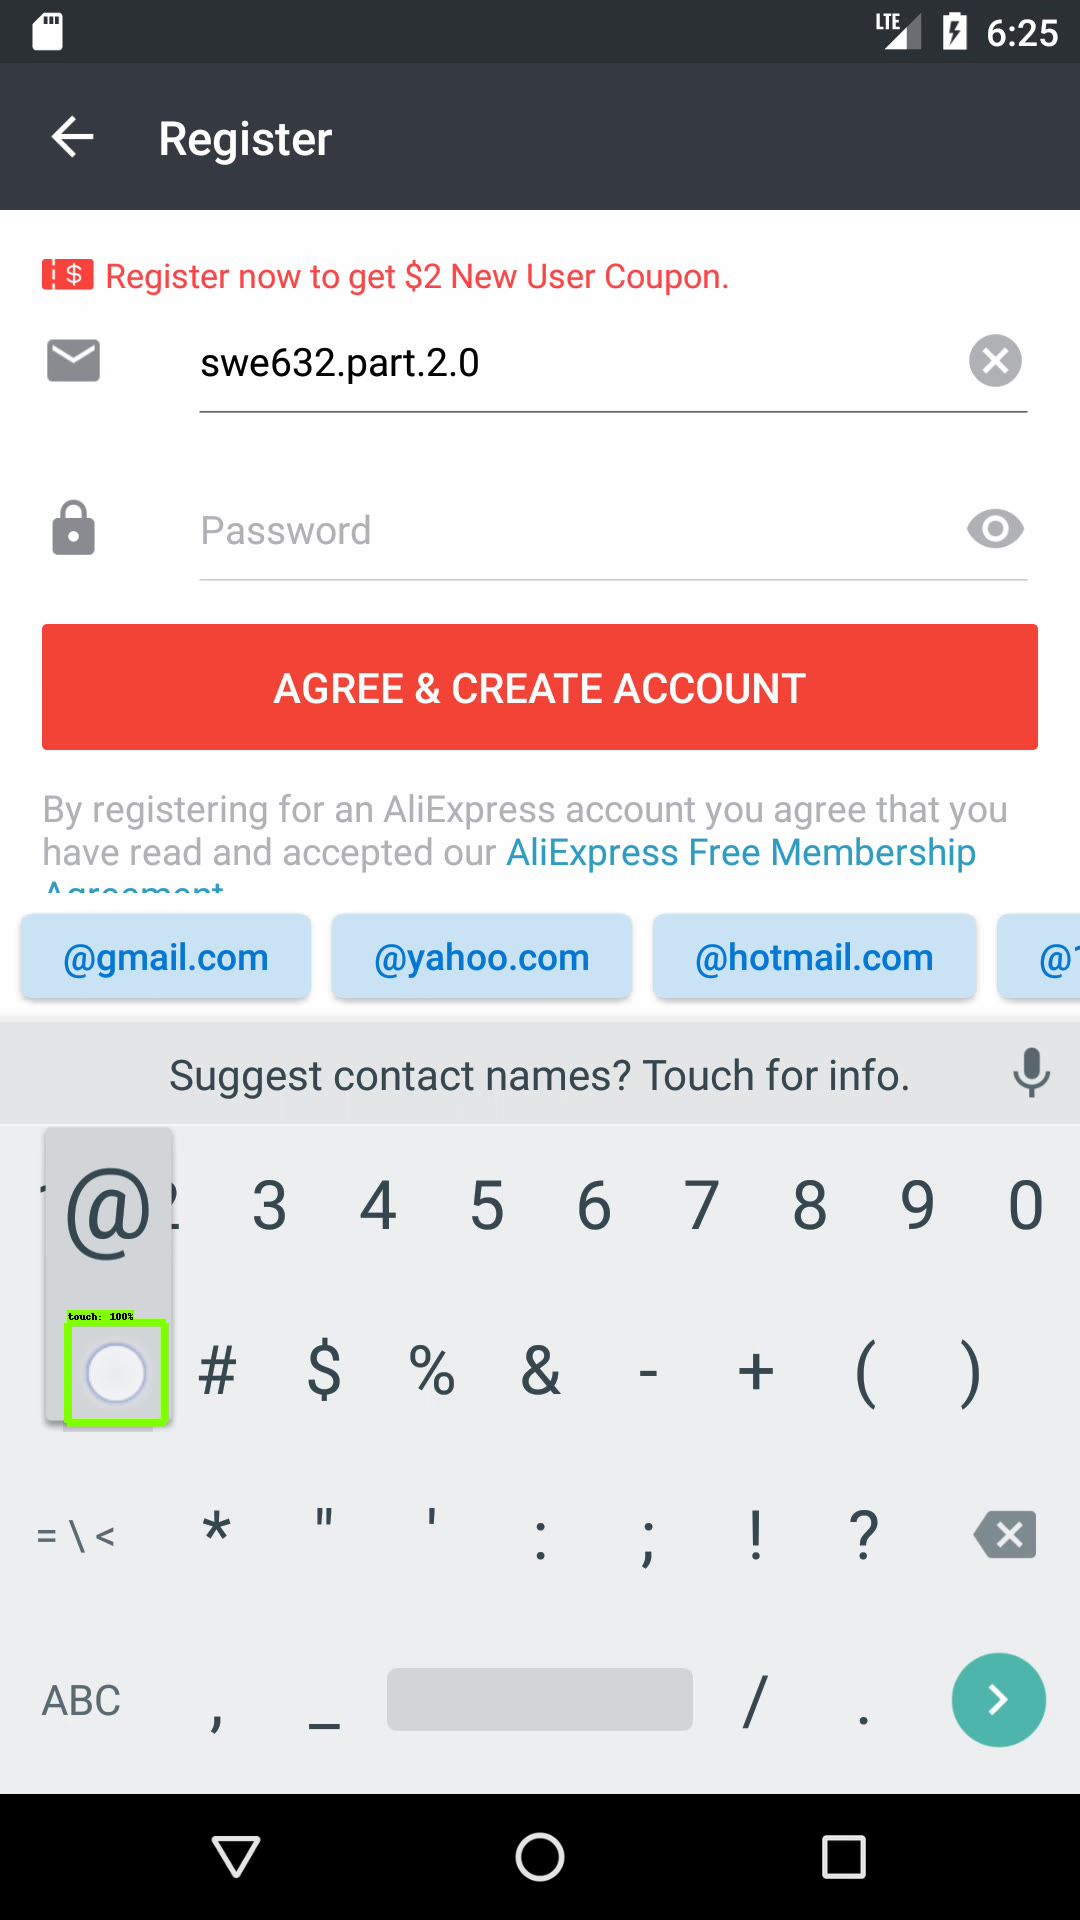 LTE 6:25
Register
Register now to get $2 New User Coupon.
swe632.part.2.0
Password
AGREE & CREATE ACCOUNT
By registering for an AliExpress account you agree that you
have read and accepted our AliExpress Free Membership
Agreement
@gmail.com @yahoo.com @hotmail.com
Suggest contact names? Touch for info.
@ 2 3 4 5 6 7 8 9 0
touch: 100%
# $ % & - + ( )
= \ < * " ' : ; ! ?
ABC , _ / .